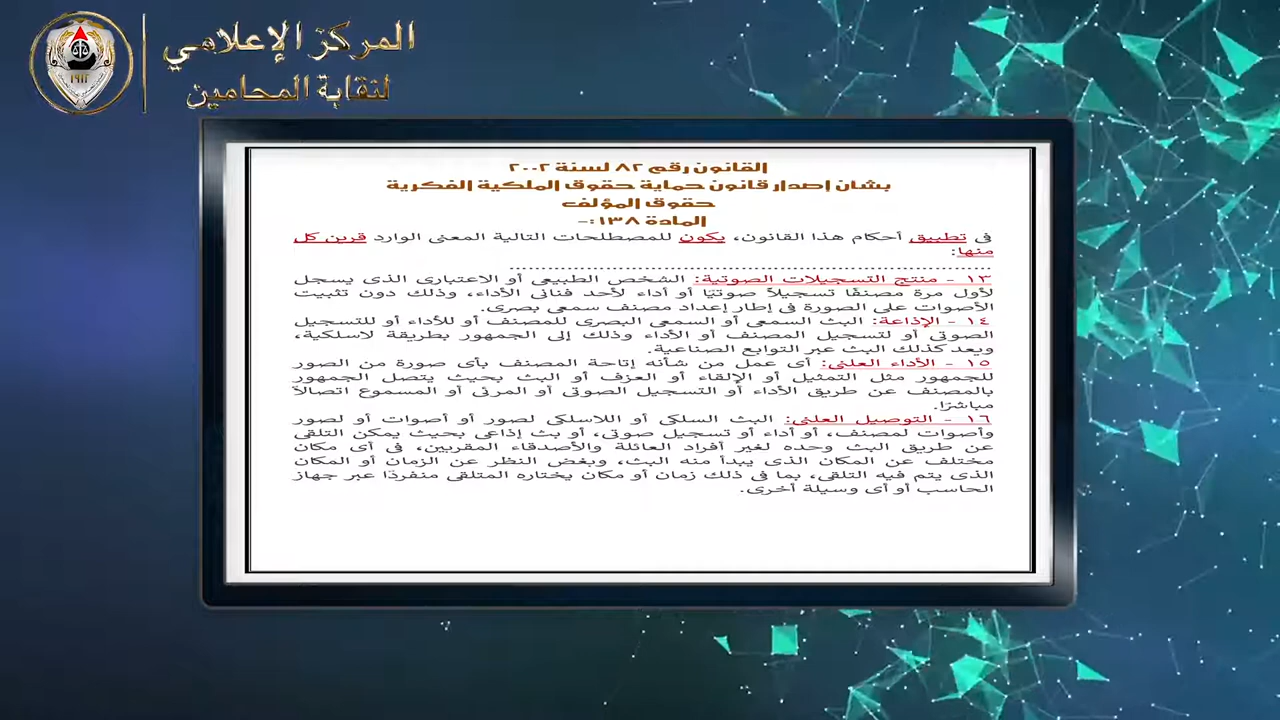 المركز الإعلامي
لنقابة المحامين
١٩١٢
القانون رقم ٨٢ لسنة ٢٠٠٢
بشان إصدار قانون حماية حقوق الملكية الفكرية
حقوق المؤلف
المادة ١٣٨ :-
فى تطبيق أحكام هذا القانون، يكون للمصطلحات التالية المعنى الوارد قرين كل
منها:
١٣ - منتج التسجيلات الصوتية: الشخص الطبيعى أو الاعتبارى الذى يسجل
لأول مرة مصنفًا تسجيلاً صوتيًا أو أداء لأحد فنانى الأداء، وذلك دون تثبيت
الأصوات على الصورة فى إطار إعداد مصنف سمعى بصرى.
١٤ - الإذاعة: البث السمعى أو السمعى البصرى للمصنف أو للأداء أو للتسجيل
الصوتى أو لتسجيل المصنف أو الأداء وذلك إلى الجمهور بطريقة لاسلكية،
ويعد كذلك البث عبر التوابع الصناعية.
١٥ - الأداء العلنى: أى عمل من شأنه إتاحة المصنف بأى صورة من الصور
للجمهور مثل التمثيل أو الإلقاء أو العزف أو البث بحيث يتصل الجمهور
بالمصنف عن طريق الأداء أو التسجيل الصوتى أو المرئى أو المسموع اتصالاً
مباشرًا.
١٦ - التوصيل العلنى: البث السلكى أو اللاسلكى لصور أو أصوات أو لصور
وأصوات لمصنف، أو أداء أو تسجيل صوتى، أو بث إذاعى بحيث يمكن التلقى
عن طريق البث وحده لغير أفراد العائلة والأصدقاء المقربين، فى أى مكان
مختلف عن المكان الذى يبدأ منه البث، وبغض النظر عن الزمان أو المكان
الذى يتم فيه التلقى، بما فى ذلك زمان أو مكان يختاره المتلقى منفردًا عبر جهاز
الحاسب أو أى وسيلة أخرى.